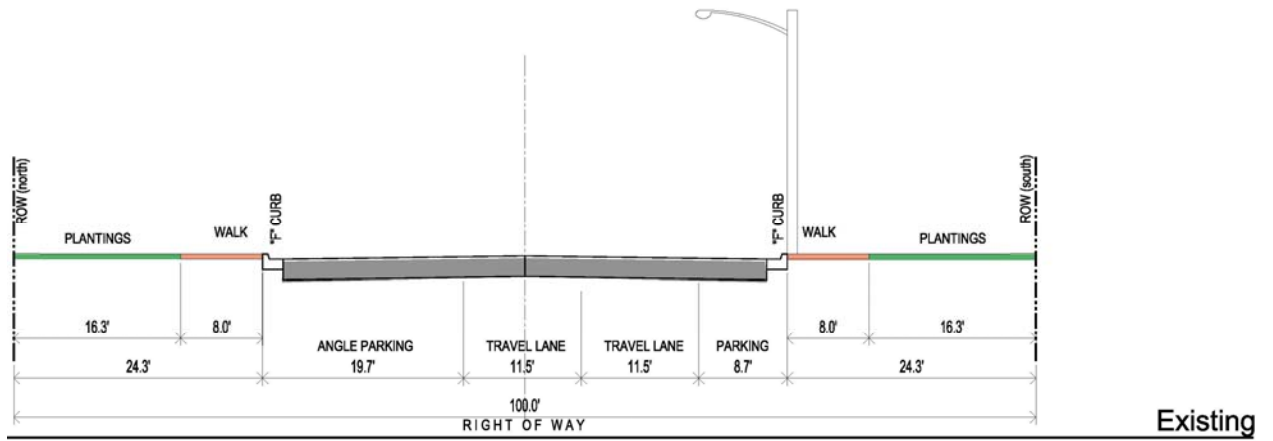 ROW (north)
PLANTINGS
WALK
"F" CURB
"F" CURB
WALK
PLANTINGS
ROW (south)
16.3'
8.0'
8.0'
16.3'
ANGLE PARKING
TRAVEL LANE
TRAVEL LANE
PARKING
24.3'
19.7'
11.5'
11.5'
8.7'
24.3'
100.0'
RIGHT OF WAY
Existing